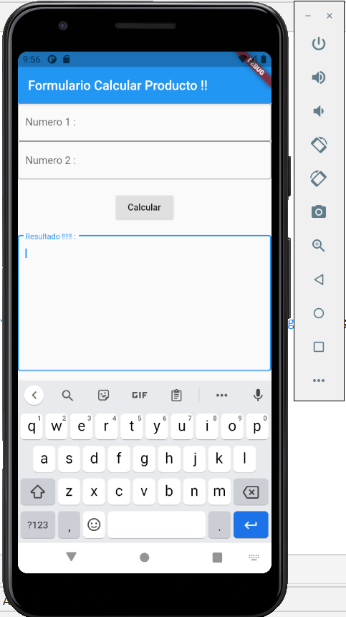 9:56
DEBUG
Formulario Calcular Producto !!
Numero 1 :
Numero 2 :
Calcular
Resultado !!!!! :
GIF
q1 w2 e3 r4 t5 y6 u7 i8 o9 p0
a s d f g h j k l
z x c v b n m
?123 , .
A